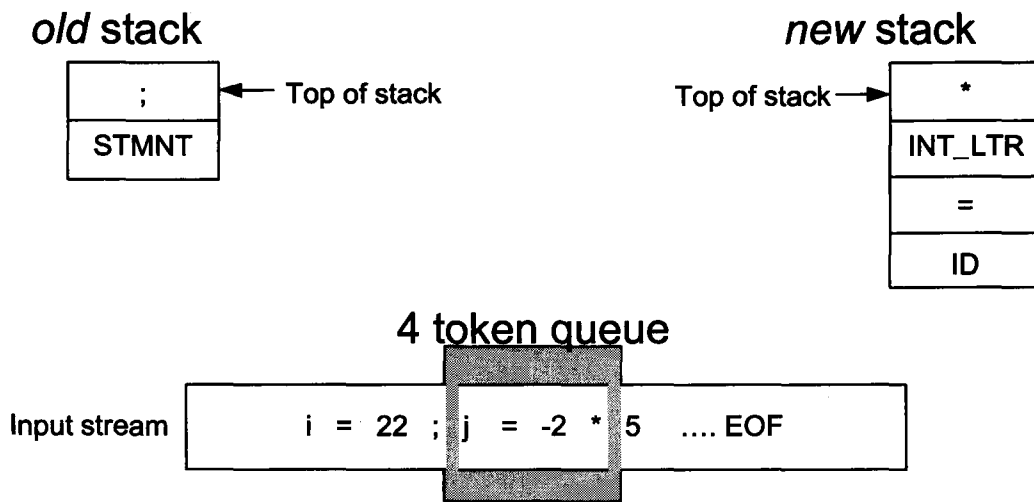 old stack
new stack
;
Top of stack
Top of stack
*
STMNT
INT_LTR
=
ID
4 token queue
Input stream
i = 22 ; j = -2 * 5 .... EOF